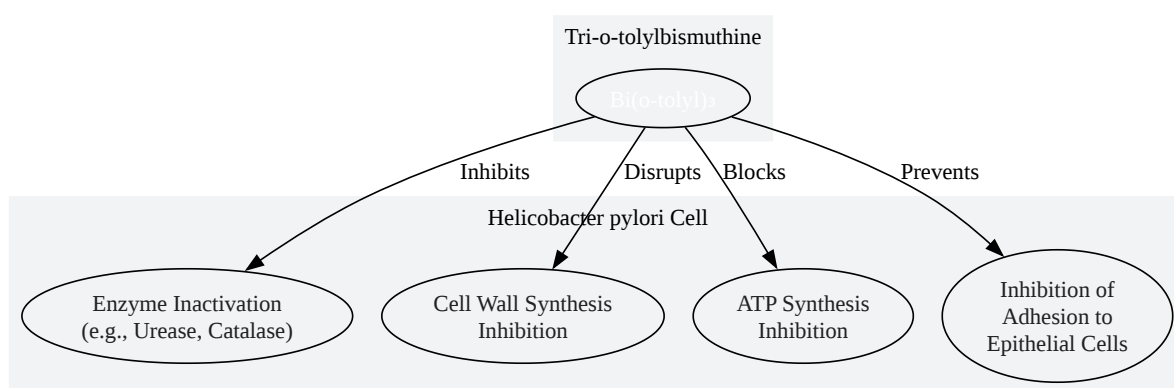 Tri-o-tolylbismuthine
Bi(o-tolyl)₃
Inhibits
Disrupts
Blocks
Prevents
Helicobacter pylori Cell
Enzyme Inactivation
(e.g., Urease, Catalase)
Cell Wall Synthesis
Inhibition
ATP Synthesis
Inhibition
Inhibition of
Adhesion to
Epithelial Cells